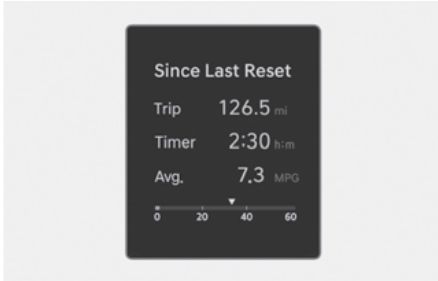 Since Last Reset
Trip 126.5 mi
Timer 2:30 h:m
Avg. 7.3 MPG
0 20 40 60